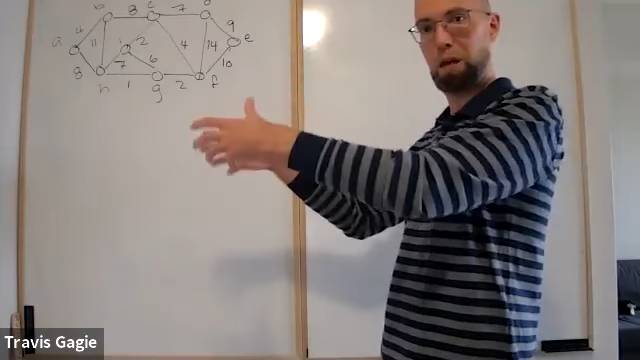 b 8 c 7 d
4 9
a 11 i 2 4 14 e
8 7 6 10
h 1 g 2 f
Travis Gagie